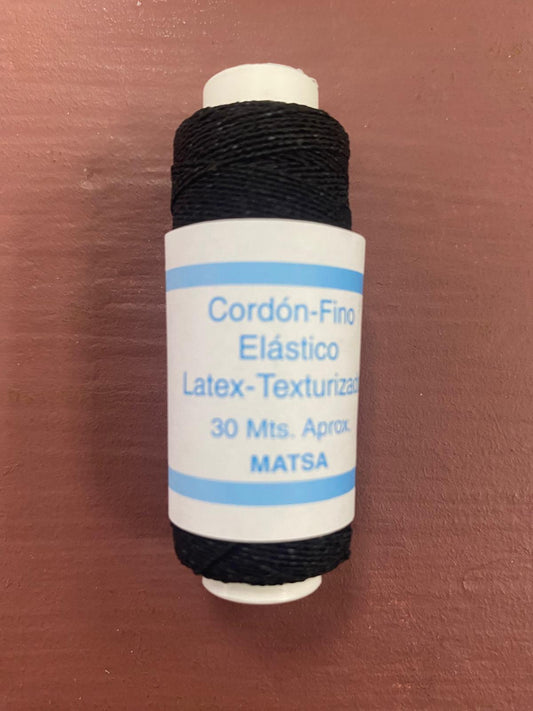 Cordón-Fino
Elástico
Latex-Texturizad
30 Mts. Aprox.
MATSA